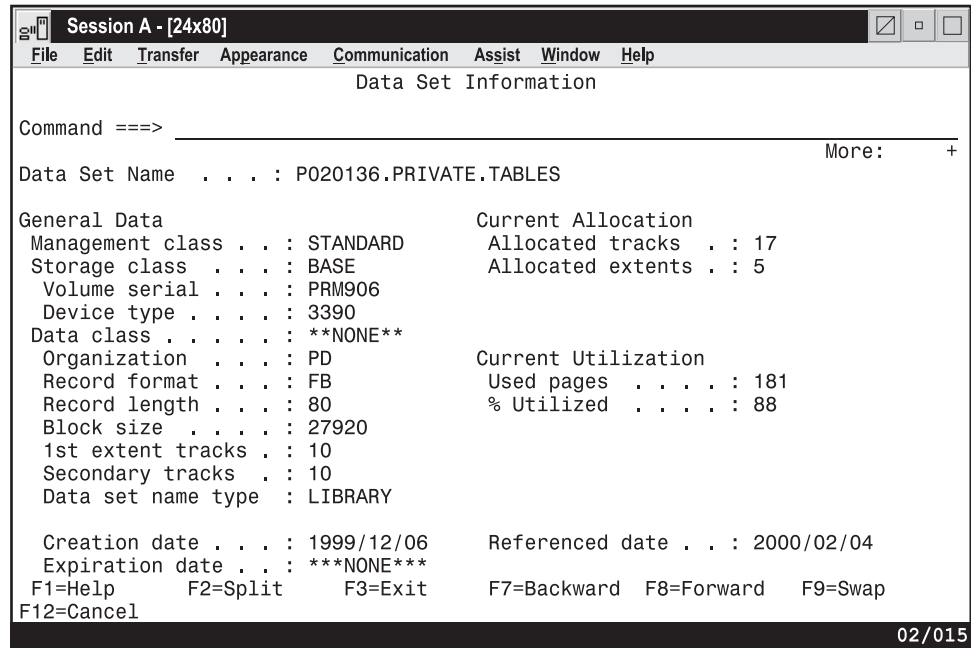 Session A - [24x80]
File Edit Transfer Appearance Communication Assist Window Help
Data Set Information
Command ===>
More: +
Data Set Name . . . : P020136.PRIVATE.TABLES
General Data Current Allocation
Management class . . : STANDARD Allocated tracks . : 17
Storage class . . . : BASE Allocated extents . : 5
Volume serial . . . : PRM906
Device type . . . . : 3390
Data class . . . . . : **NONE**
Organization . . . : PD Current Utilization
Record format . . . : FB Used pages . . . . : 181
Record length . . . : 80 % Utilized . . . . : 88
Block size . . . . : 27920
1st extent tracks . : 10
Secondary tracks . : 10
Data set name type : LIBRARY
Creation date . . . : 1999/12/06 Referenced date . . : 2000/02/04
Expiration date . . : ***NONE***
F1=Help F2=Split F3=Exit F7=Backward F8=Forward F9=Swap
F12=Cancel
02/015